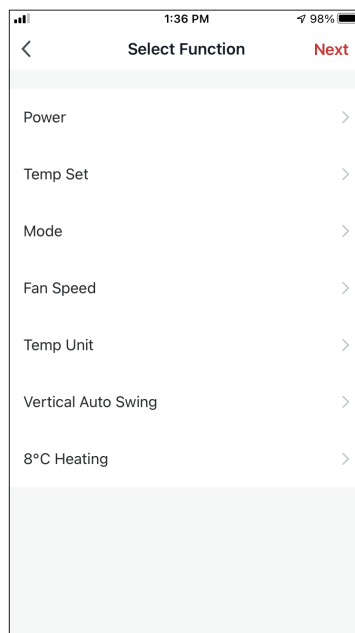 1:36 PM
98%
Select Function
Next
Power
Temp Set
Mode
Fan Speed
Temp Unit
Vertical Auto Swing
8°C Heating